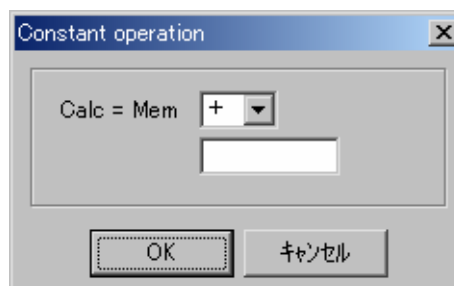 Constant operation
Calc = Mem +
OK ｷｬﾝｾﾙ